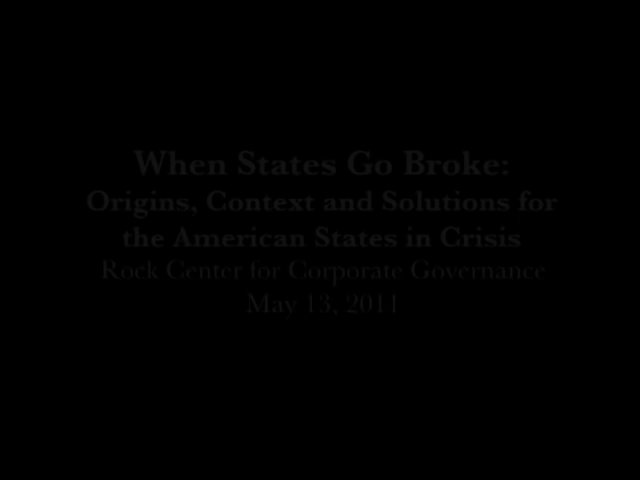 When States Go Broke:
Origins, Context and Solutions for
the American States in Crisis
Rock Center for Corporate Governance
May 13, 2011